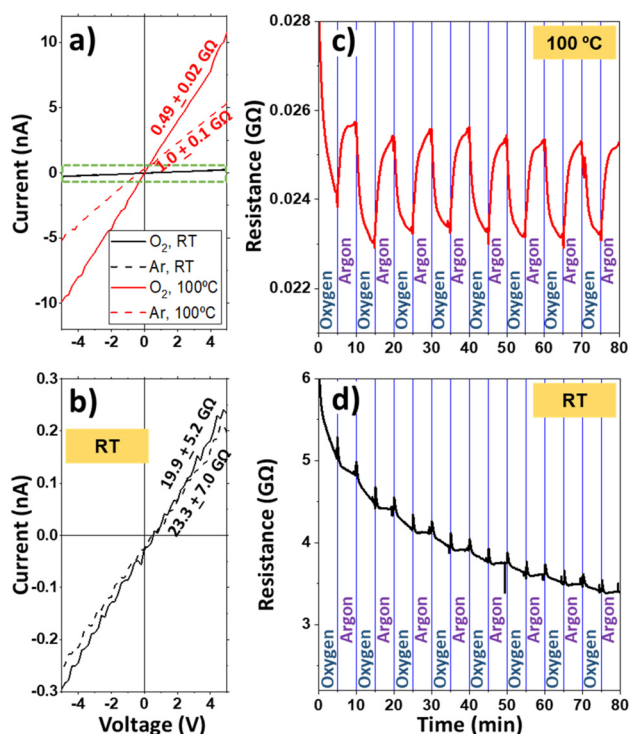 a)
Current (nA)
10
5
0
-5
-10
-4 -2 0 2 4
0.49 ± 0.02 GΩ
1.0 ± 0.1 GΩ
O₂, RT
Ar, RT
O₂, 100ºC
Ar, 100ºC
b)
RT
Current (nA)
0.3
0.2
0.1
0.0
-0.1
-0.2
-0.3
19.9 ± 5.2 GΩ
23.3 ± 7.0 GΩ
-4 -2 0 2 4
Voltage (V)
c)
100 ºC
Resistance (GΩ)
0.028
0.026
0.024
0.022
Oxygen Argon Oxygen Argon Oxygen Argon Oxygen Argon Oxygen Argon Oxygen Argon Oxygen Argon Oxygen Argon
0 10 20 30 40 50 60 70 80
d)
RT
Resistance (GΩ)
6
5
4
3
Oxygen Argon Oxygen Argon Oxygen Argon Oxygen Argon Oxygen Argon Oxygen Argon Oxygen Argon Oxygen Argon
0 10 20 30 40 50 60 70 80
Time (min)